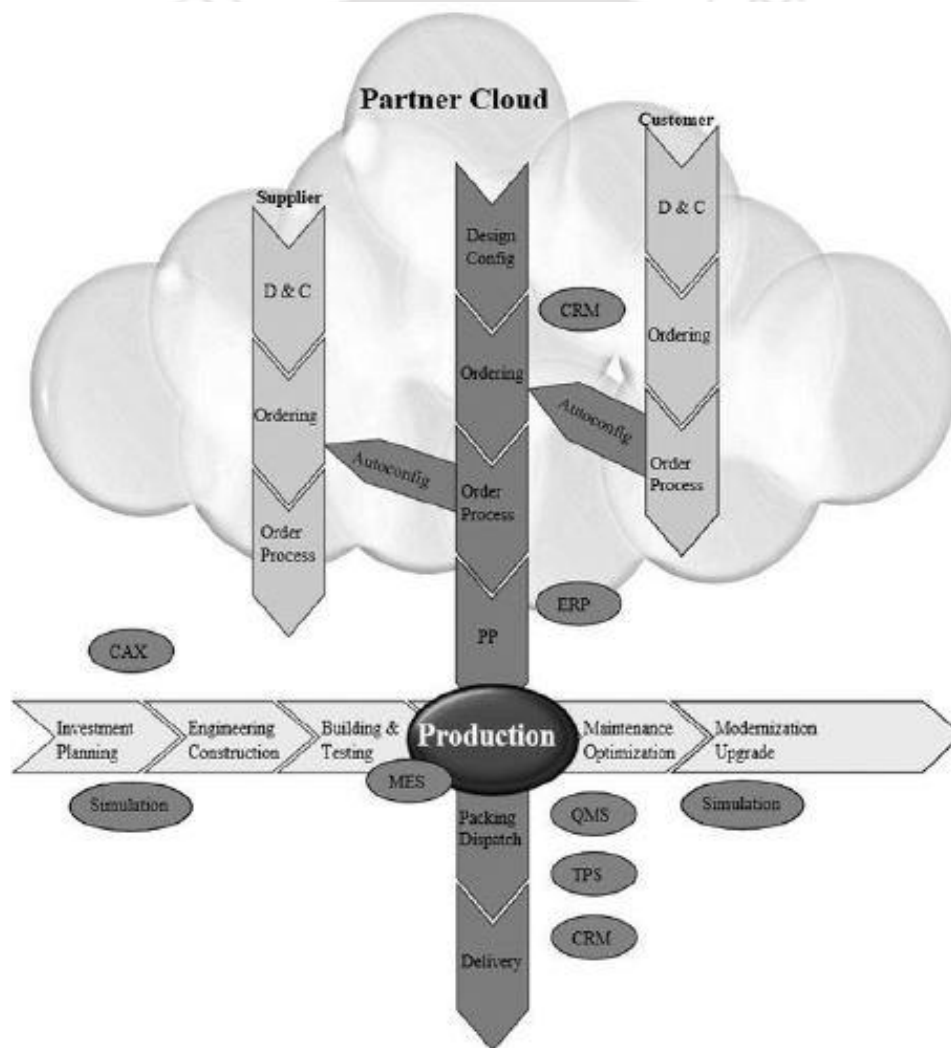 Partner Cloud
Customer
Supplier
D & C
Design
Config
D & C
CRM
Ordering
Ordering
Ordering
Autoconfig
Autoconfig
Order
Process
Order
Process
Order
Process
ERP
PP
CAX
Investment
Planning
Engineering
Construction
Building &
Testing
Production
Maintenance
Optimization
Modernization
Upgrade
MES
Simulation
Simulation
Packing
Dispatch
QMS
TPS
CRM
Delivery